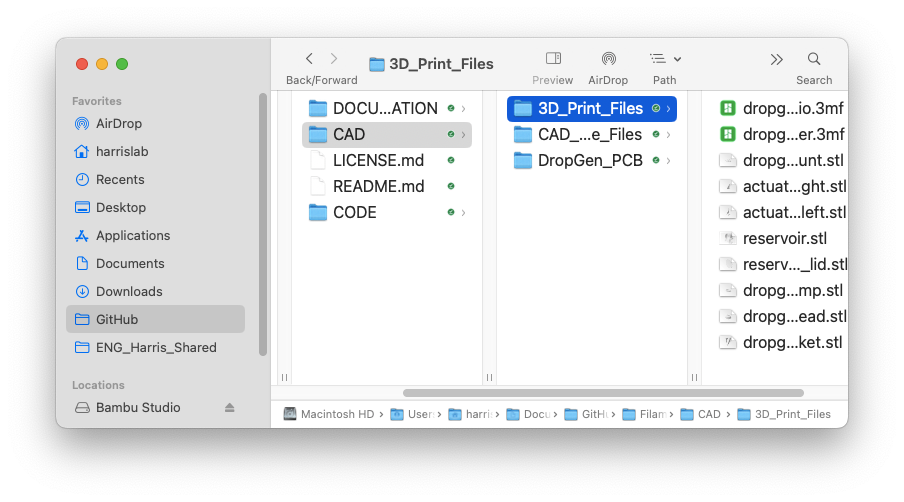 3D_Print_Files
Back/Forward
Preview
AirDrop
Path
Search
Favorites
AirDrop
harrislab
Recents
Desktop
Applications
Documents
Downloads
GitHub
ENG_Harris_Shared
Locations
Bambu Studio
DOCU...ATION
CAD
LICENSE.md
README.md
CODE
3D_Print_Files
CAD_...e_Files
DropGen_PCB
dropg...io.3mf
dropg...er.3mf
dropg...unt.stl
actuat...ght.stl
actuat...left.stl
reservoir.stl
reserv..._lid.stl
dropg...mp.stl
dropg...ead.stl
dropg...ket.stl
Macintosh HD › Users › harri › Docu › GitHu › Filam › CAD › 3D_Print_Files